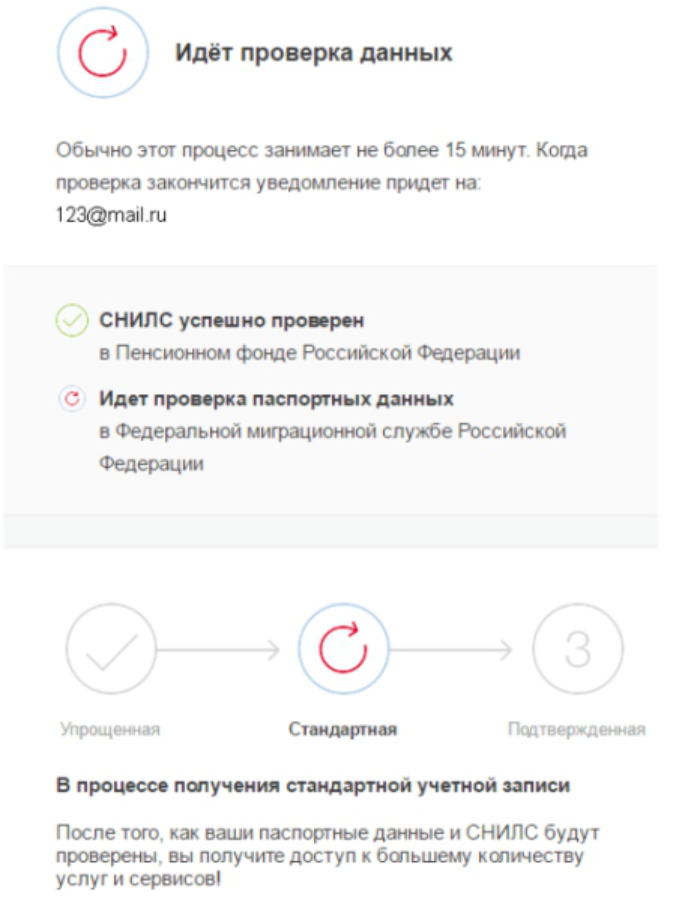 Идёт проверка данных
Обычно этот процесс занимает не более 15 минут. Когда
проверка закончится уведомление придет на:
123@mail.ru
СНИЛС успешно проверен
в Пенсионном фонде Российской Федерации
Идет проверка паспортных данных
в Федеральной миграционной службе Российской
Федерации
3
Упрощенная Стандартная Подтвержденная
В процессе получения стандартной учетной записи
После того, как ваши паспортные данные и СНИЛС будут
проверены, вы получите доступ к большему количеству
услуг и сервисов!